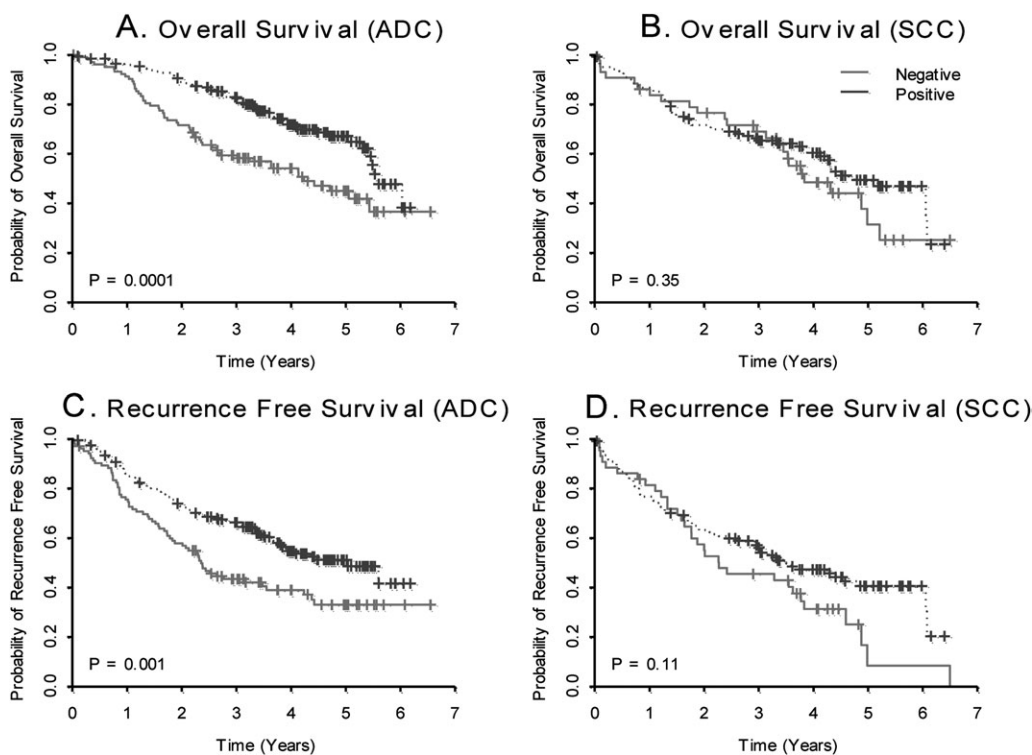 A. Overall Survival (ADC)
Probability of Overall Survival
1.0
0.8
0.6
0.4
0.2
0.0
P = 0.0001
0 1 2 3 4 5 6 7
Time (Years)
B. Overall Survival (SCC)
Probability of Overall Survival
1.0
0.8
0.6
0.4
0.2
0.0
Negative
Positive
P = 0.35
0 1 2 3 4 5 6 7
Time (Years)
C. Recurrence Free Survival (ADC)
Probability of Recurrence Free Survival
1.0
0.8
0.6
0.4
0.2
0.0
P = 0.001
0 1 2 3 4 5 6 7
Time (Years)
D. Recurrence Free Survival (SCC)
Probability of Recurrence Free Survival
1.0
0.8
0.6
0.4
0.2
0.0
P = 0.11
0 1 2 3 4 5 6 7
Time (Years)